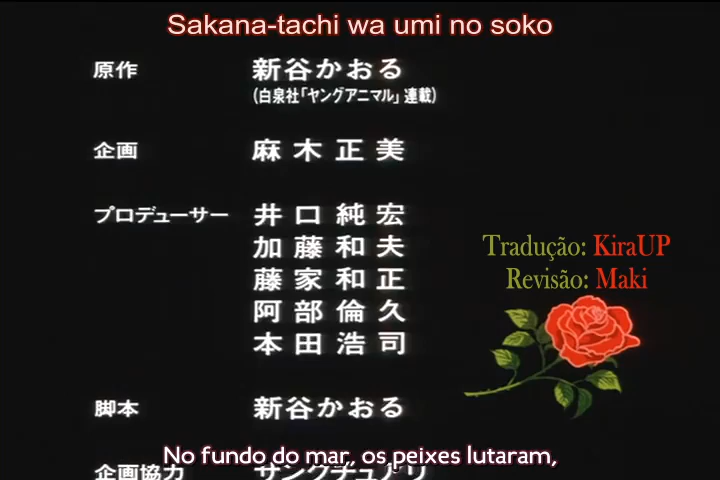 Sakana-tachi wa umi no soko
原作 新谷かおる
(白泉社「ヤングアニマル」連載)
企画 麻木正美
プロデューサー 井口純宏
加藤和夫
藤家和正
阿部倫久
本田浩司
Tradução: KiraUP
Revisão: Maki
脚本 新谷かおる
No fundo do mar, os peixes lutaram,
企画協力 サンクチュアリ